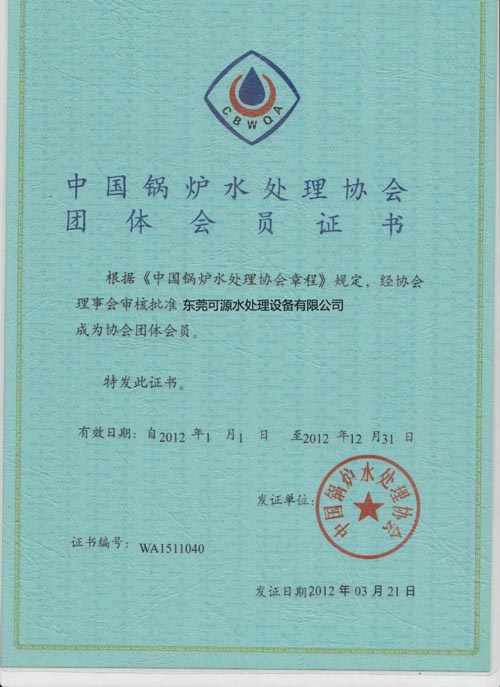 CBWQA
中国锅炉水处理协会
团体会员证书
根据《中国锅炉水处理协会章程》规定，经协会
理事会审核批准 东莞可源水处理设备有限公司
成为协会团体会员。
特发此证书。
有效日期：自2012 年1 月1 日 至2012 年12 月31 日
发证单位：
中国锅炉水处理协会
证书编号： WA1511040
发证日期2012 年 03 月 21 日